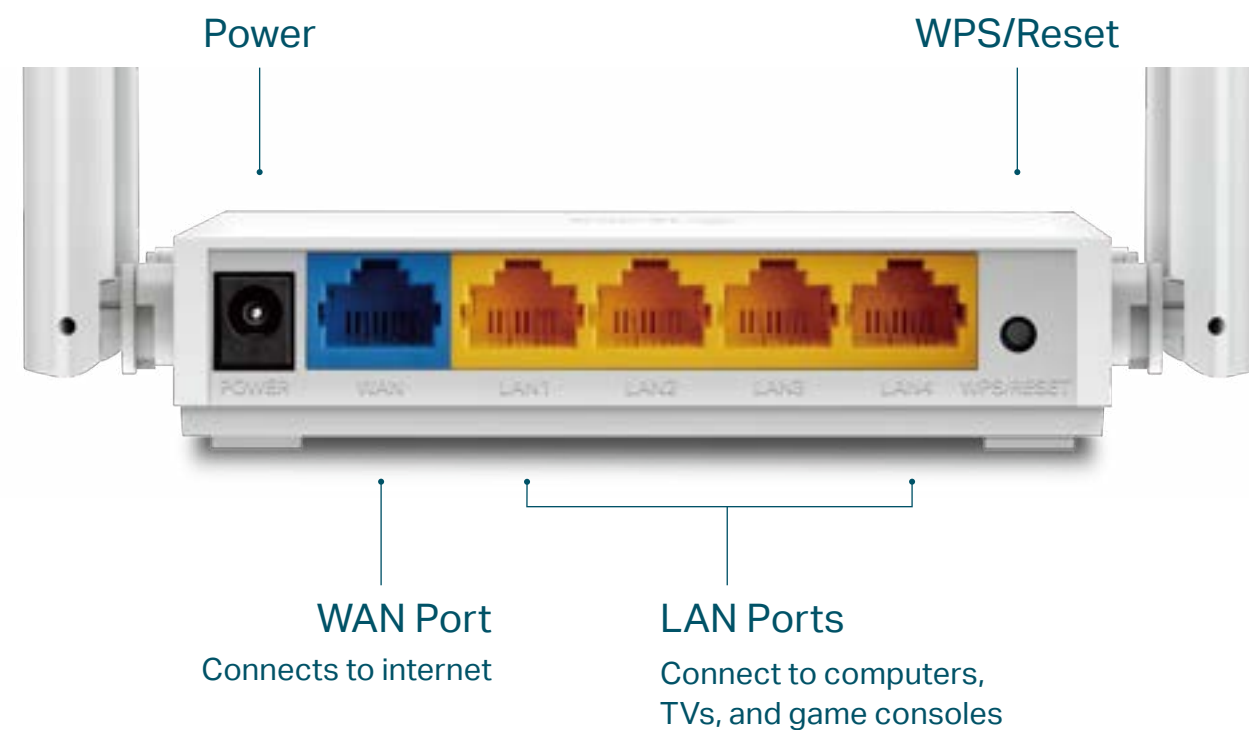 Power
WPS/Reset
POWER
WAN
LAN1
LAN2
LAN3
LAN4
WPS/RESET
WAN Port
Connects to internet
LAN Ports
Connect to computers,
TVs, and game consoles